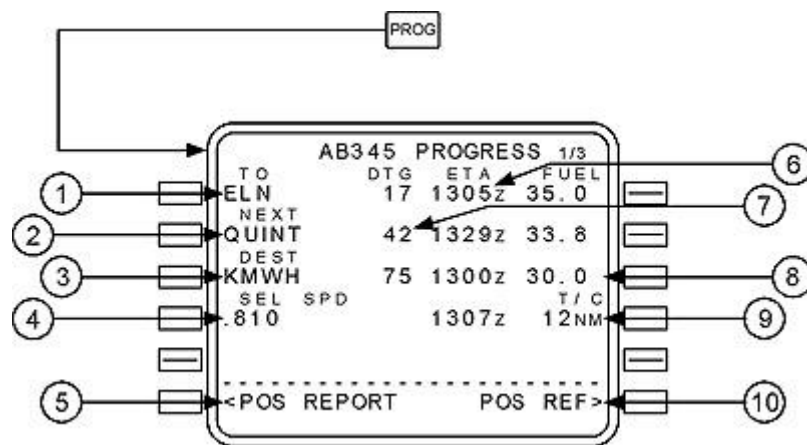 PROG
AB345 PROGRESS 1/3
TO DTG ETA FUEL
ELN 17 1305z 35.0
NEXT
QUINT 42 1329z 33.8
DEST
KMWH 75 1300z 30.0
SEL SPD T/C
.810 1307z 12NM
<POS REPORT POS REF>
1
2
3
4
5
6
7
8
9
10